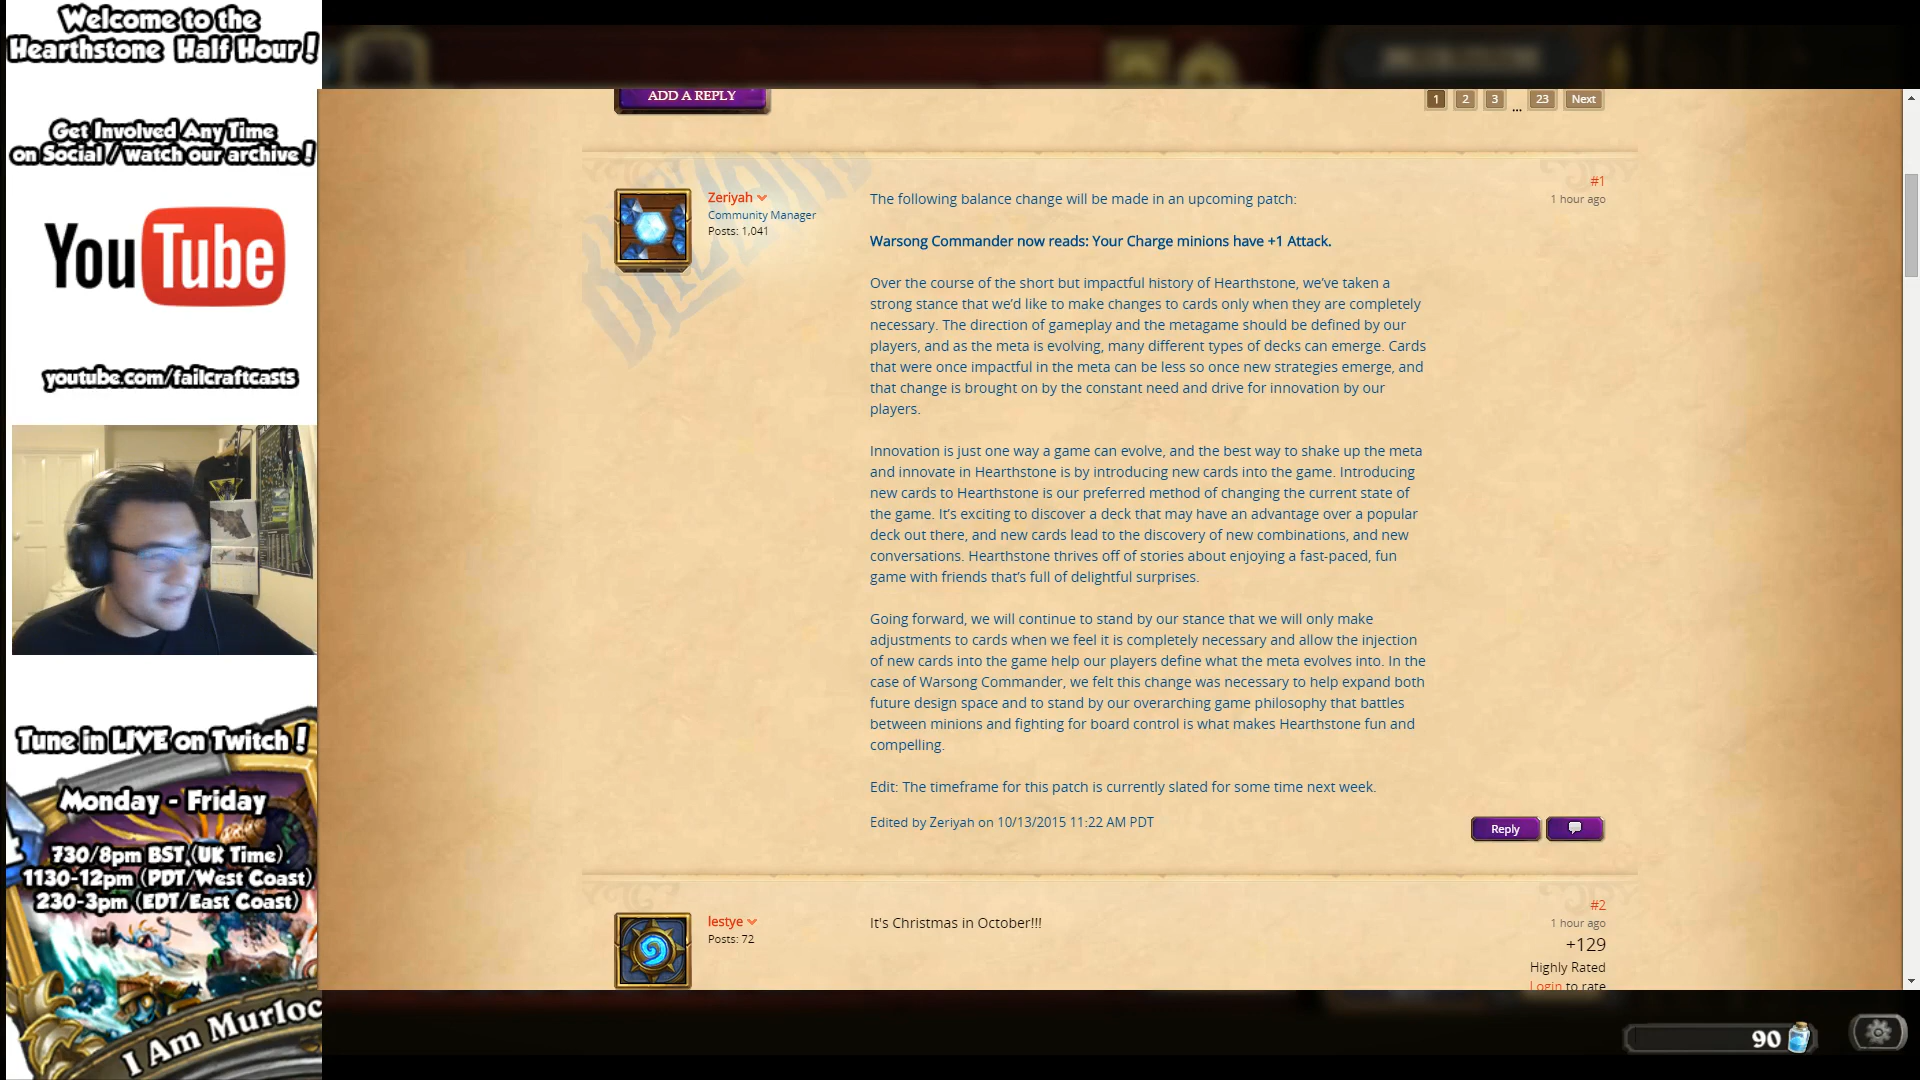 Welcome to the
Hearthstone Half Hour!
Get Involved Any Time
on Social / watch our archive!
YouTube
youtube.com/failcraftcasts
Tune in LIVE on Twitch!
Monday - Friday
730/8pm BST (UK Time)
1130-12pm (PDT/West Coast)
230-3pm (EDT/East Coast)
I Am Murloc
ADD A REPLY
1 2 3 ... 23 Next
BLIZZARD
Zeriyah
Community Manager
Posts: 1,041
#1
1 hour ago
The following balance change will be made in an upcoming patch:
Warsong Commander now reads: Your Charge minions have +1 Attack.
Over the course of the short but impactful history of Hearthstone, we've taken a
strong stance that we'd like to make changes to cards only when they are completely
necessary. The direction of gameplay and the metagame should be defined by our
players, and as the meta is evolving, many different types of decks can emerge. Cards
that were once impactful in the meta can be less so once new strategies emerge, and
that change is brought on by the constant need and drive for innovation by our
players.
Innovation is just one way a game can evolve, and the best way to shake up the meta
and innovate in Hearthstone is by introducing new cards into the game. Introducing
new cards to Hearthstone is our preferred method of changing the current state of
the game. It's exciting to discover a deck that may have an advantage over a popular
deck out there, and new cards lead to the discovery of new combinations, and new
conversations. Hearthstone thrives off of stories about enjoying a fast-paced, fun
game with friends that's full of delightful surprises.
Going forward, we will continue to stand by our stance that we will only make
adjustments to cards when we feel it is completely necessary and allow the injection
of new cards into the game help our players define what the meta evolves into. In the
case of Warsong Commander, we felt this change was necessary to help expand both
future design space and to stand by our overarching game philosophy that battles
between minions and fighting for board control is what makes Hearthstone fun and
compelling.
Edit: The timeframe for this patch is currently slated for some time next week.
Edited by Zeriyah on 10/13/2015 11:22 AM PDT
Reply
lestye
Posts: 72
It's Christmas in October!!!
#2
1 hour ago
+129
Highly Rated
Login to rate
90